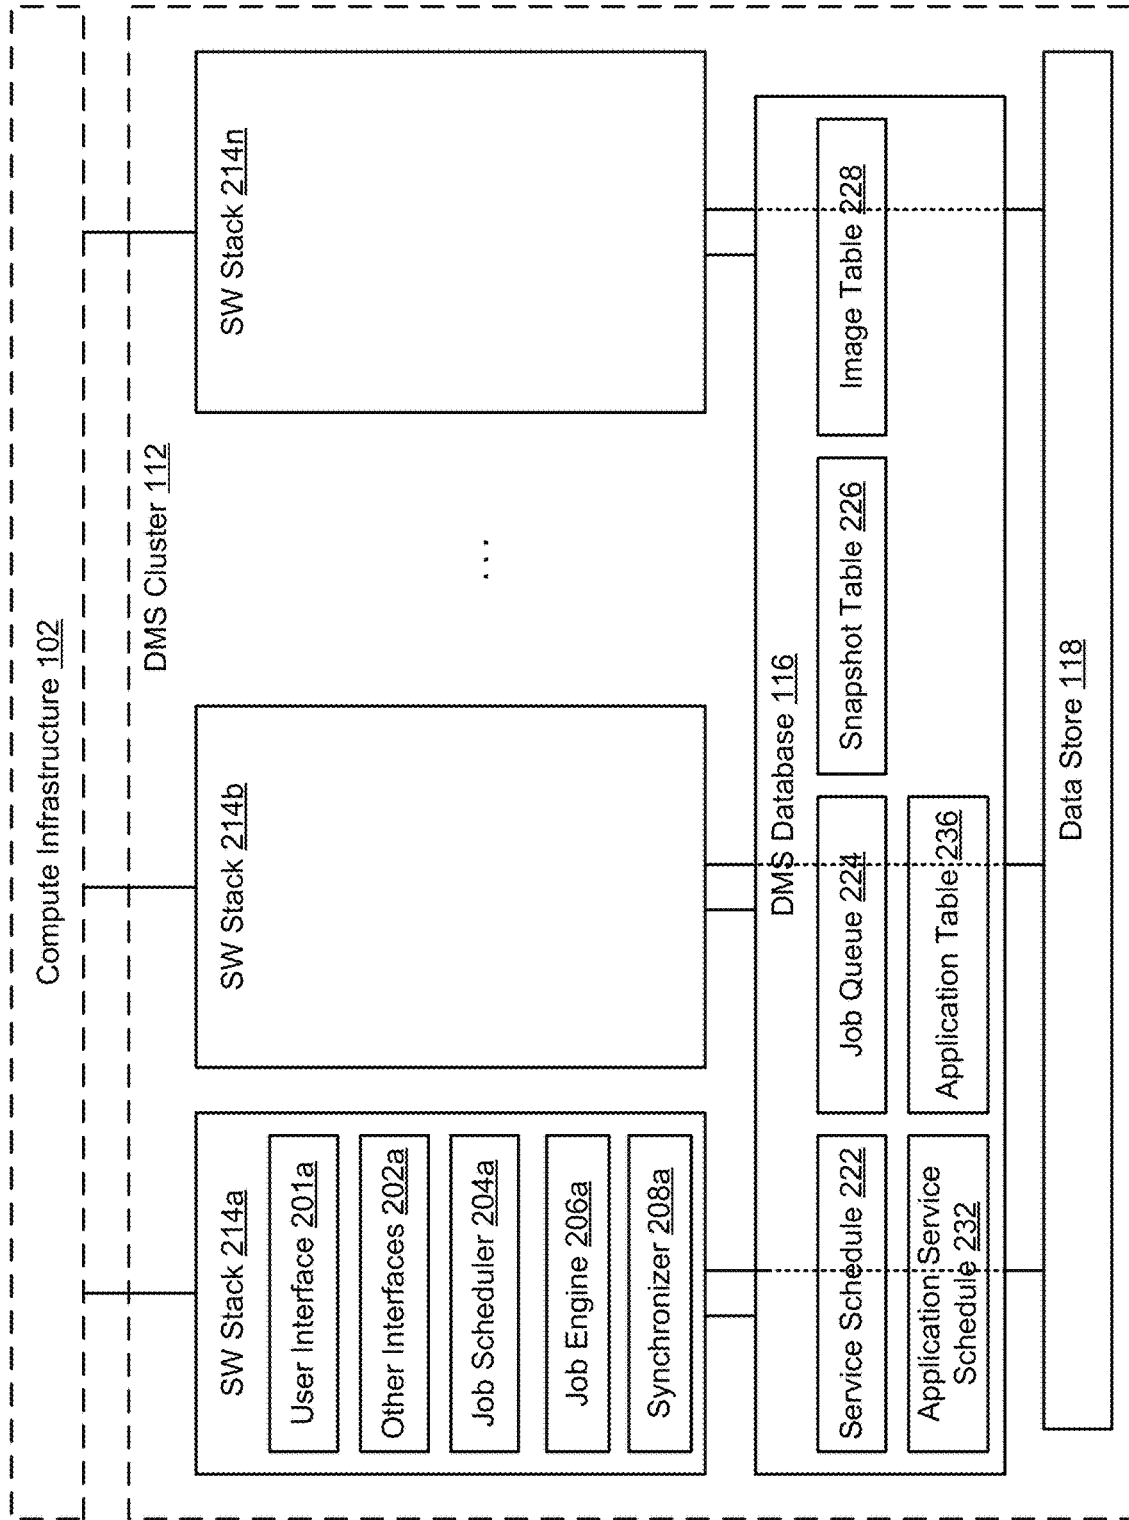 Compute Infrastructure 102
DMS Cluster 112
SW Stack 214a
User Interface 201a
Other Interfaces 202a
Job Scheduler 204a
Job Engine 206a
Synchronizer 208a
SW Stack 214b
...
SW Stack 214n
DMS Database 116
Service Schedule 222
Job Queue 224
Snapshot Table 226
Image Table 228
Application Service
Schedule 232
Application Table 236
Data Store 118